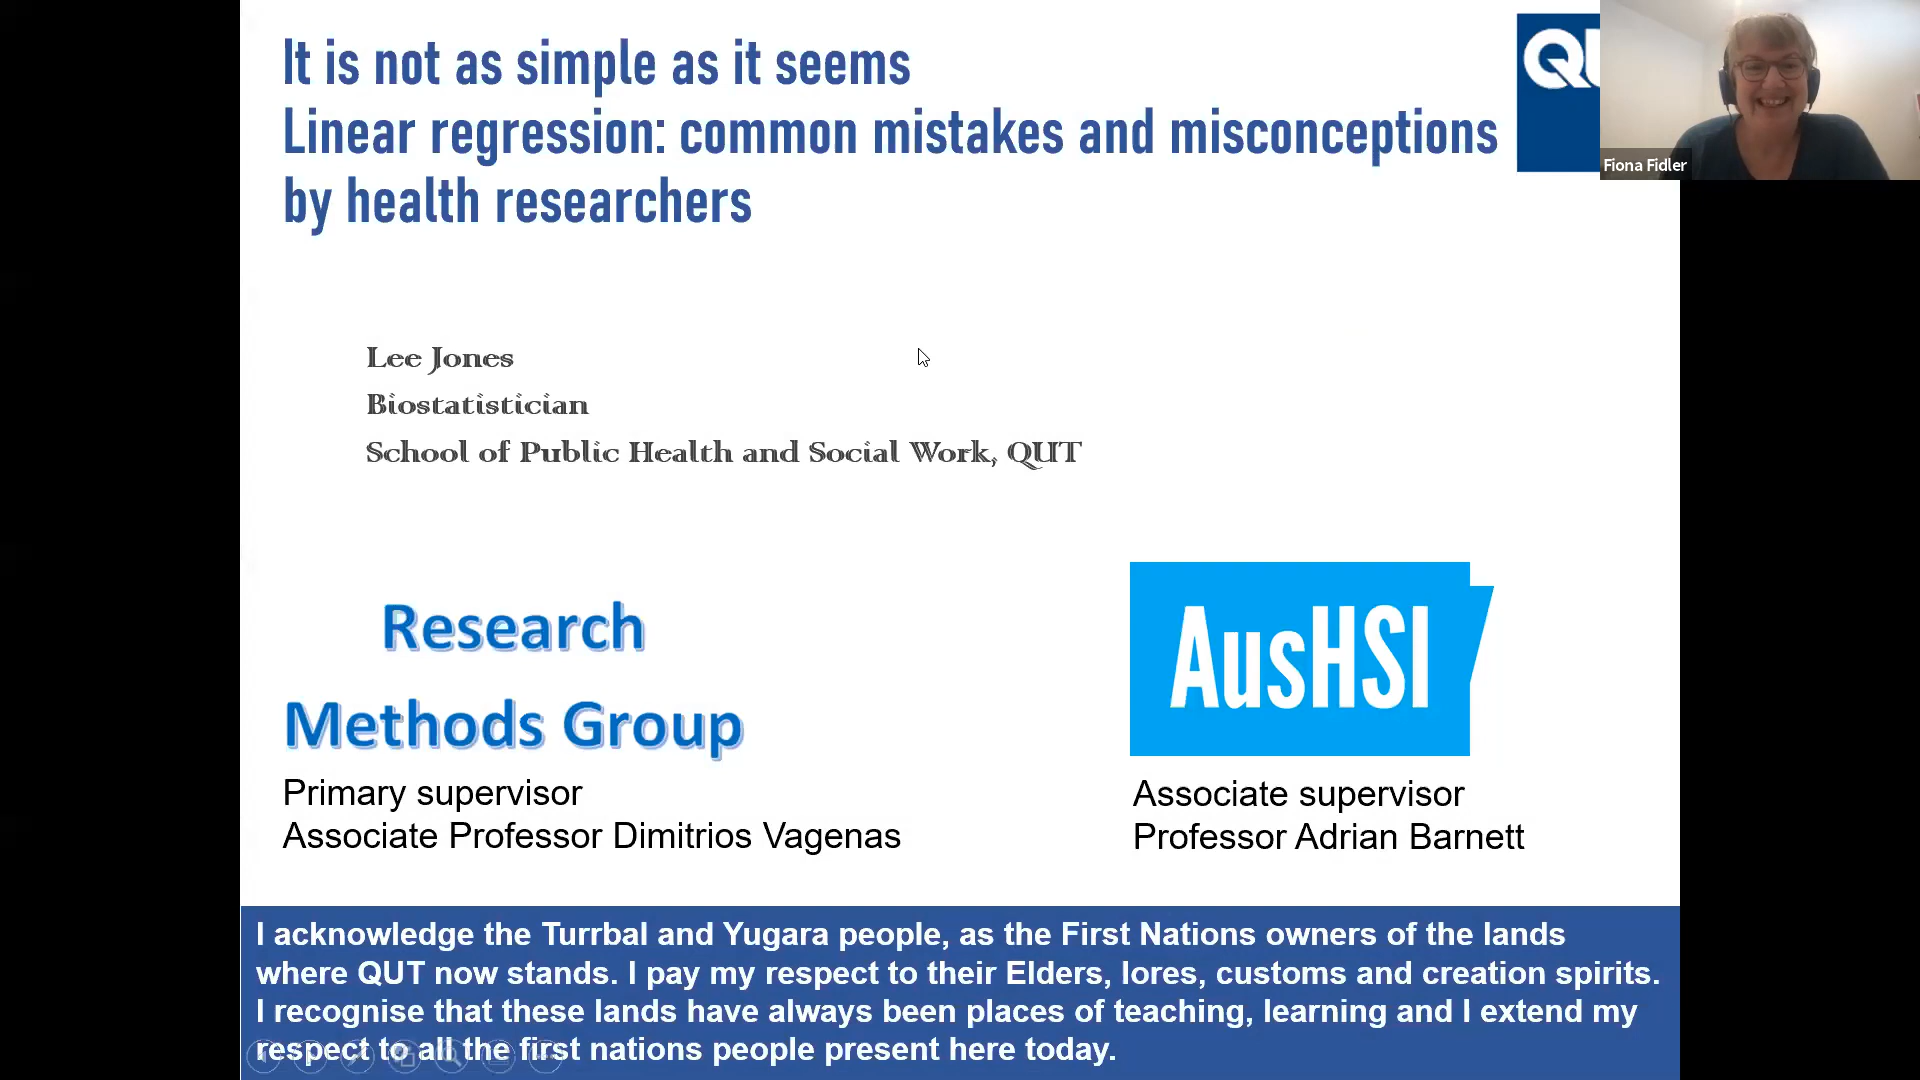 It is not as simple as it seems
Linear regression: common mistakes and misconceptions
by health researchers
QU
Fiona Fidler
Lee Jones
Biostatistician
School of Public Health and Social Work, QUT
Research
Methods Group
Primary supervisor
Associate Professor Dimitrios Vagenas
AusHSI
Associate supervisor
Professor Adrian Barnett
I acknowledge the Turrbal and Yugara people, as the First Nations owners of the lands
where QUT now stands. I pay my respect to their Elders, lores, customs and creation spirits.
I recognise that these lands have always been places of teaching, learning and I extend my
respect to all the first nations people present here today.